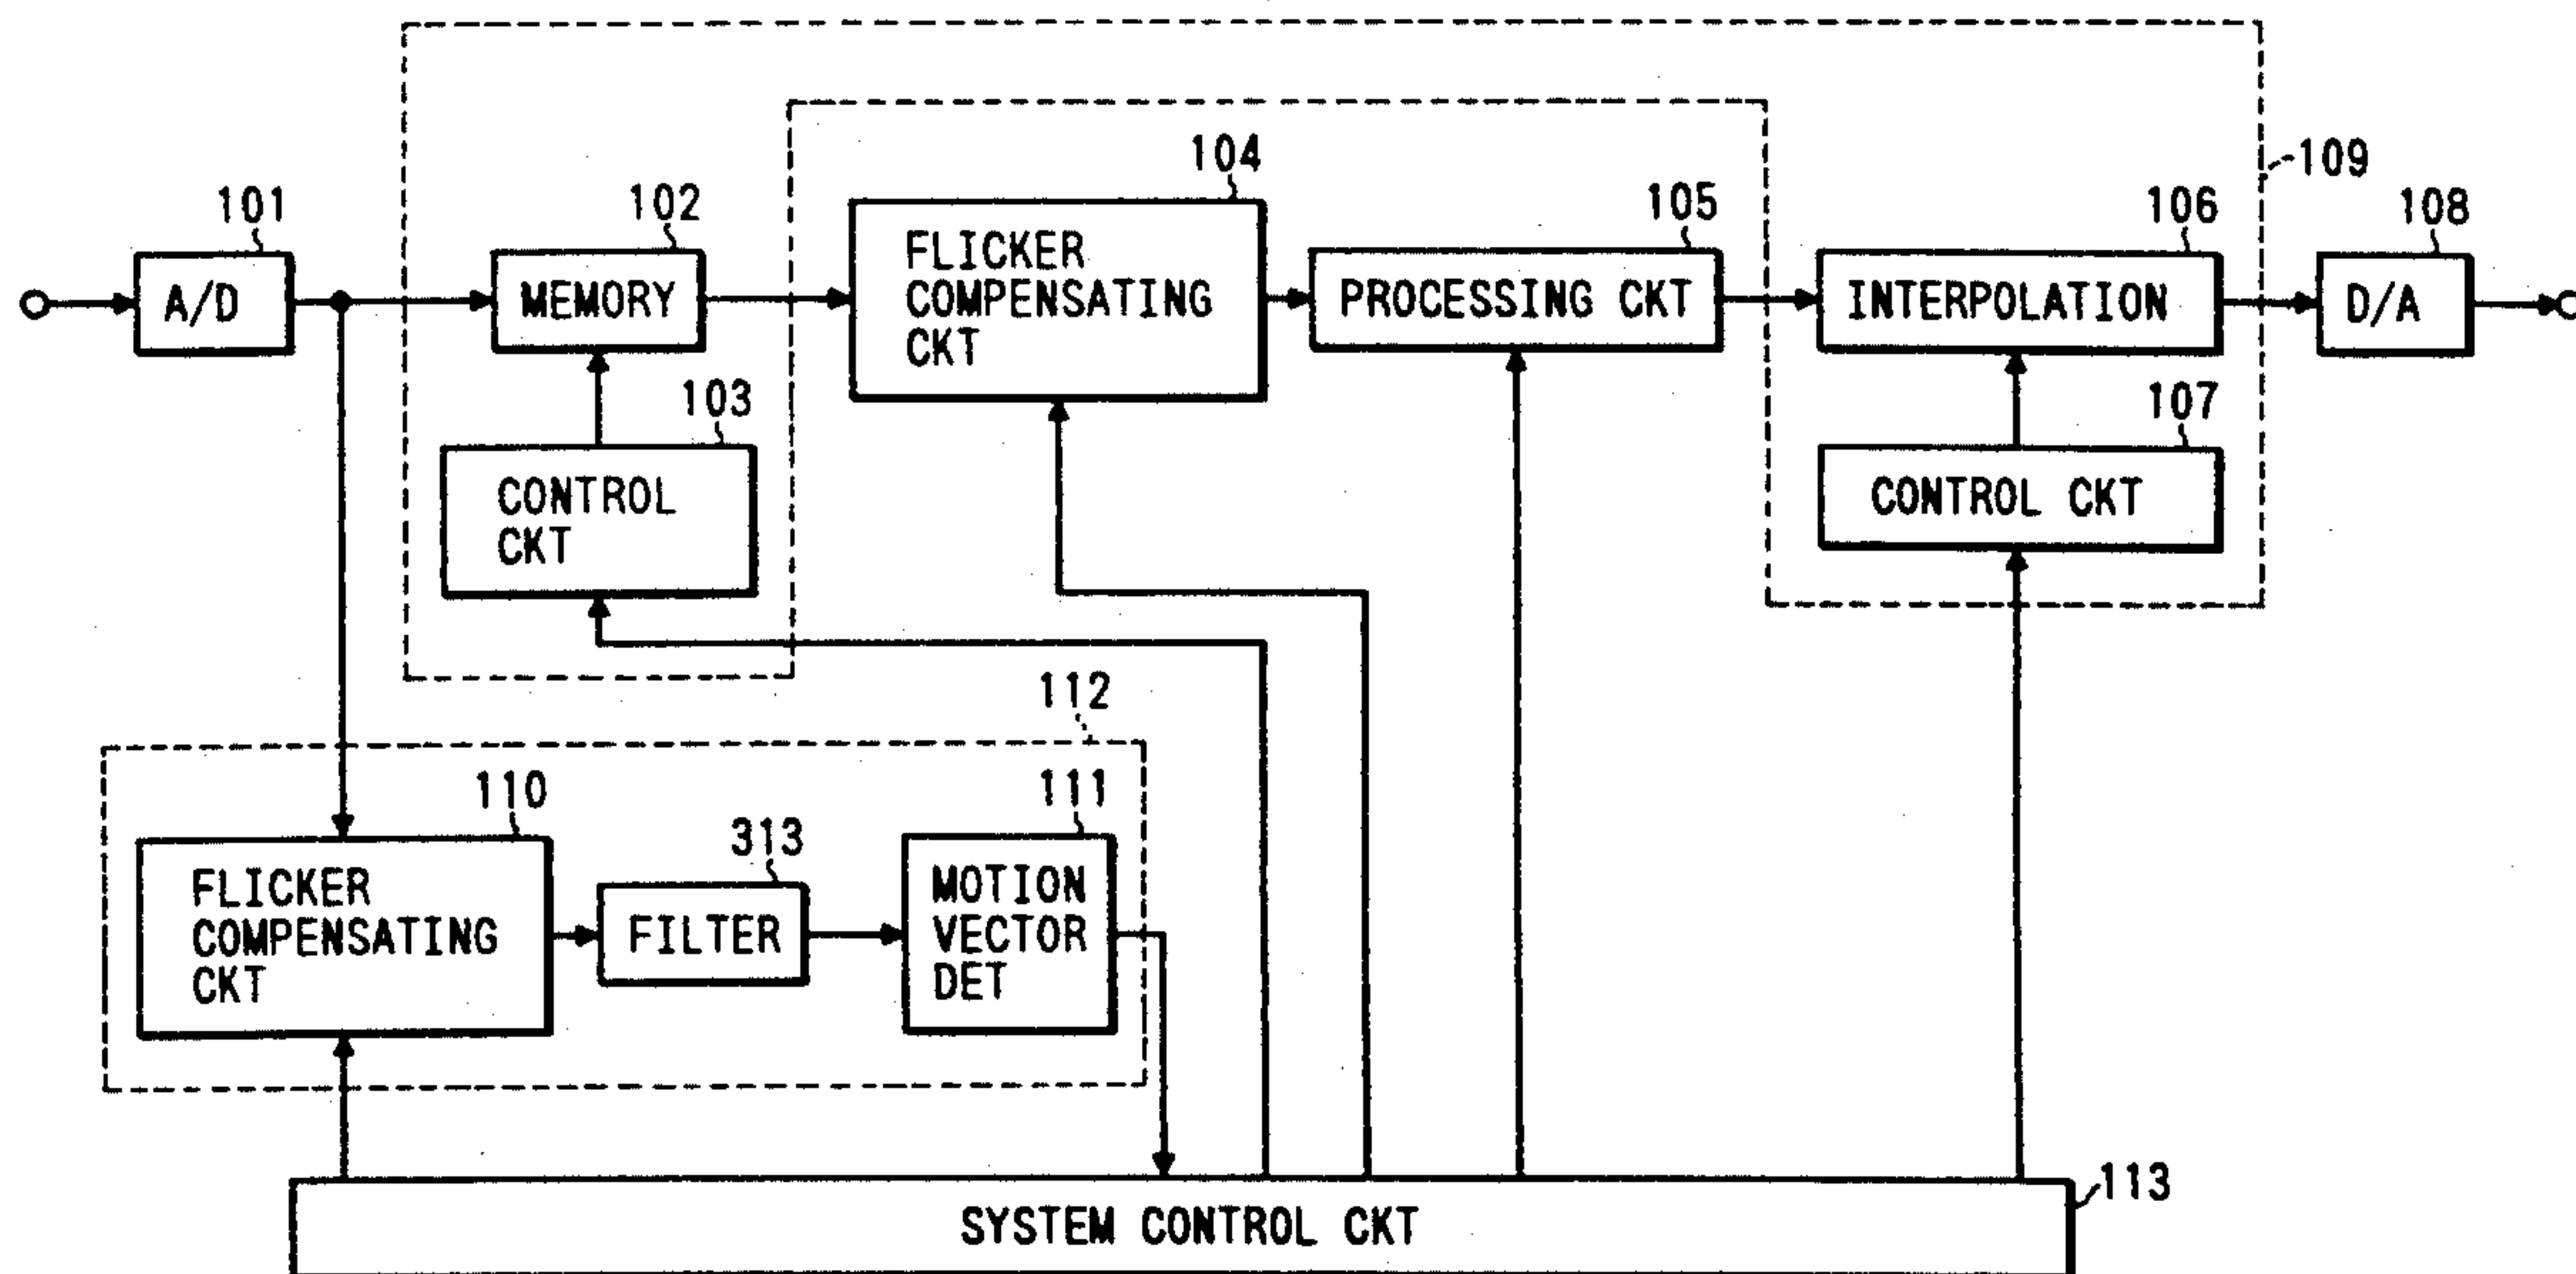 101
A/D
102
MEMORY
103
CONTROL
CKT
104
FLICKER
COMPENSATING
CKT
105
PROCESSING CKT
106
INTERPOLATION
107
CONTROL CKT
109
108
D/A
112
110
FLICKER
COMPENSATING
CKT
313
FILTER
111
MOTION
VECTOR
DET
SYSTEM CONTROL CKT
113